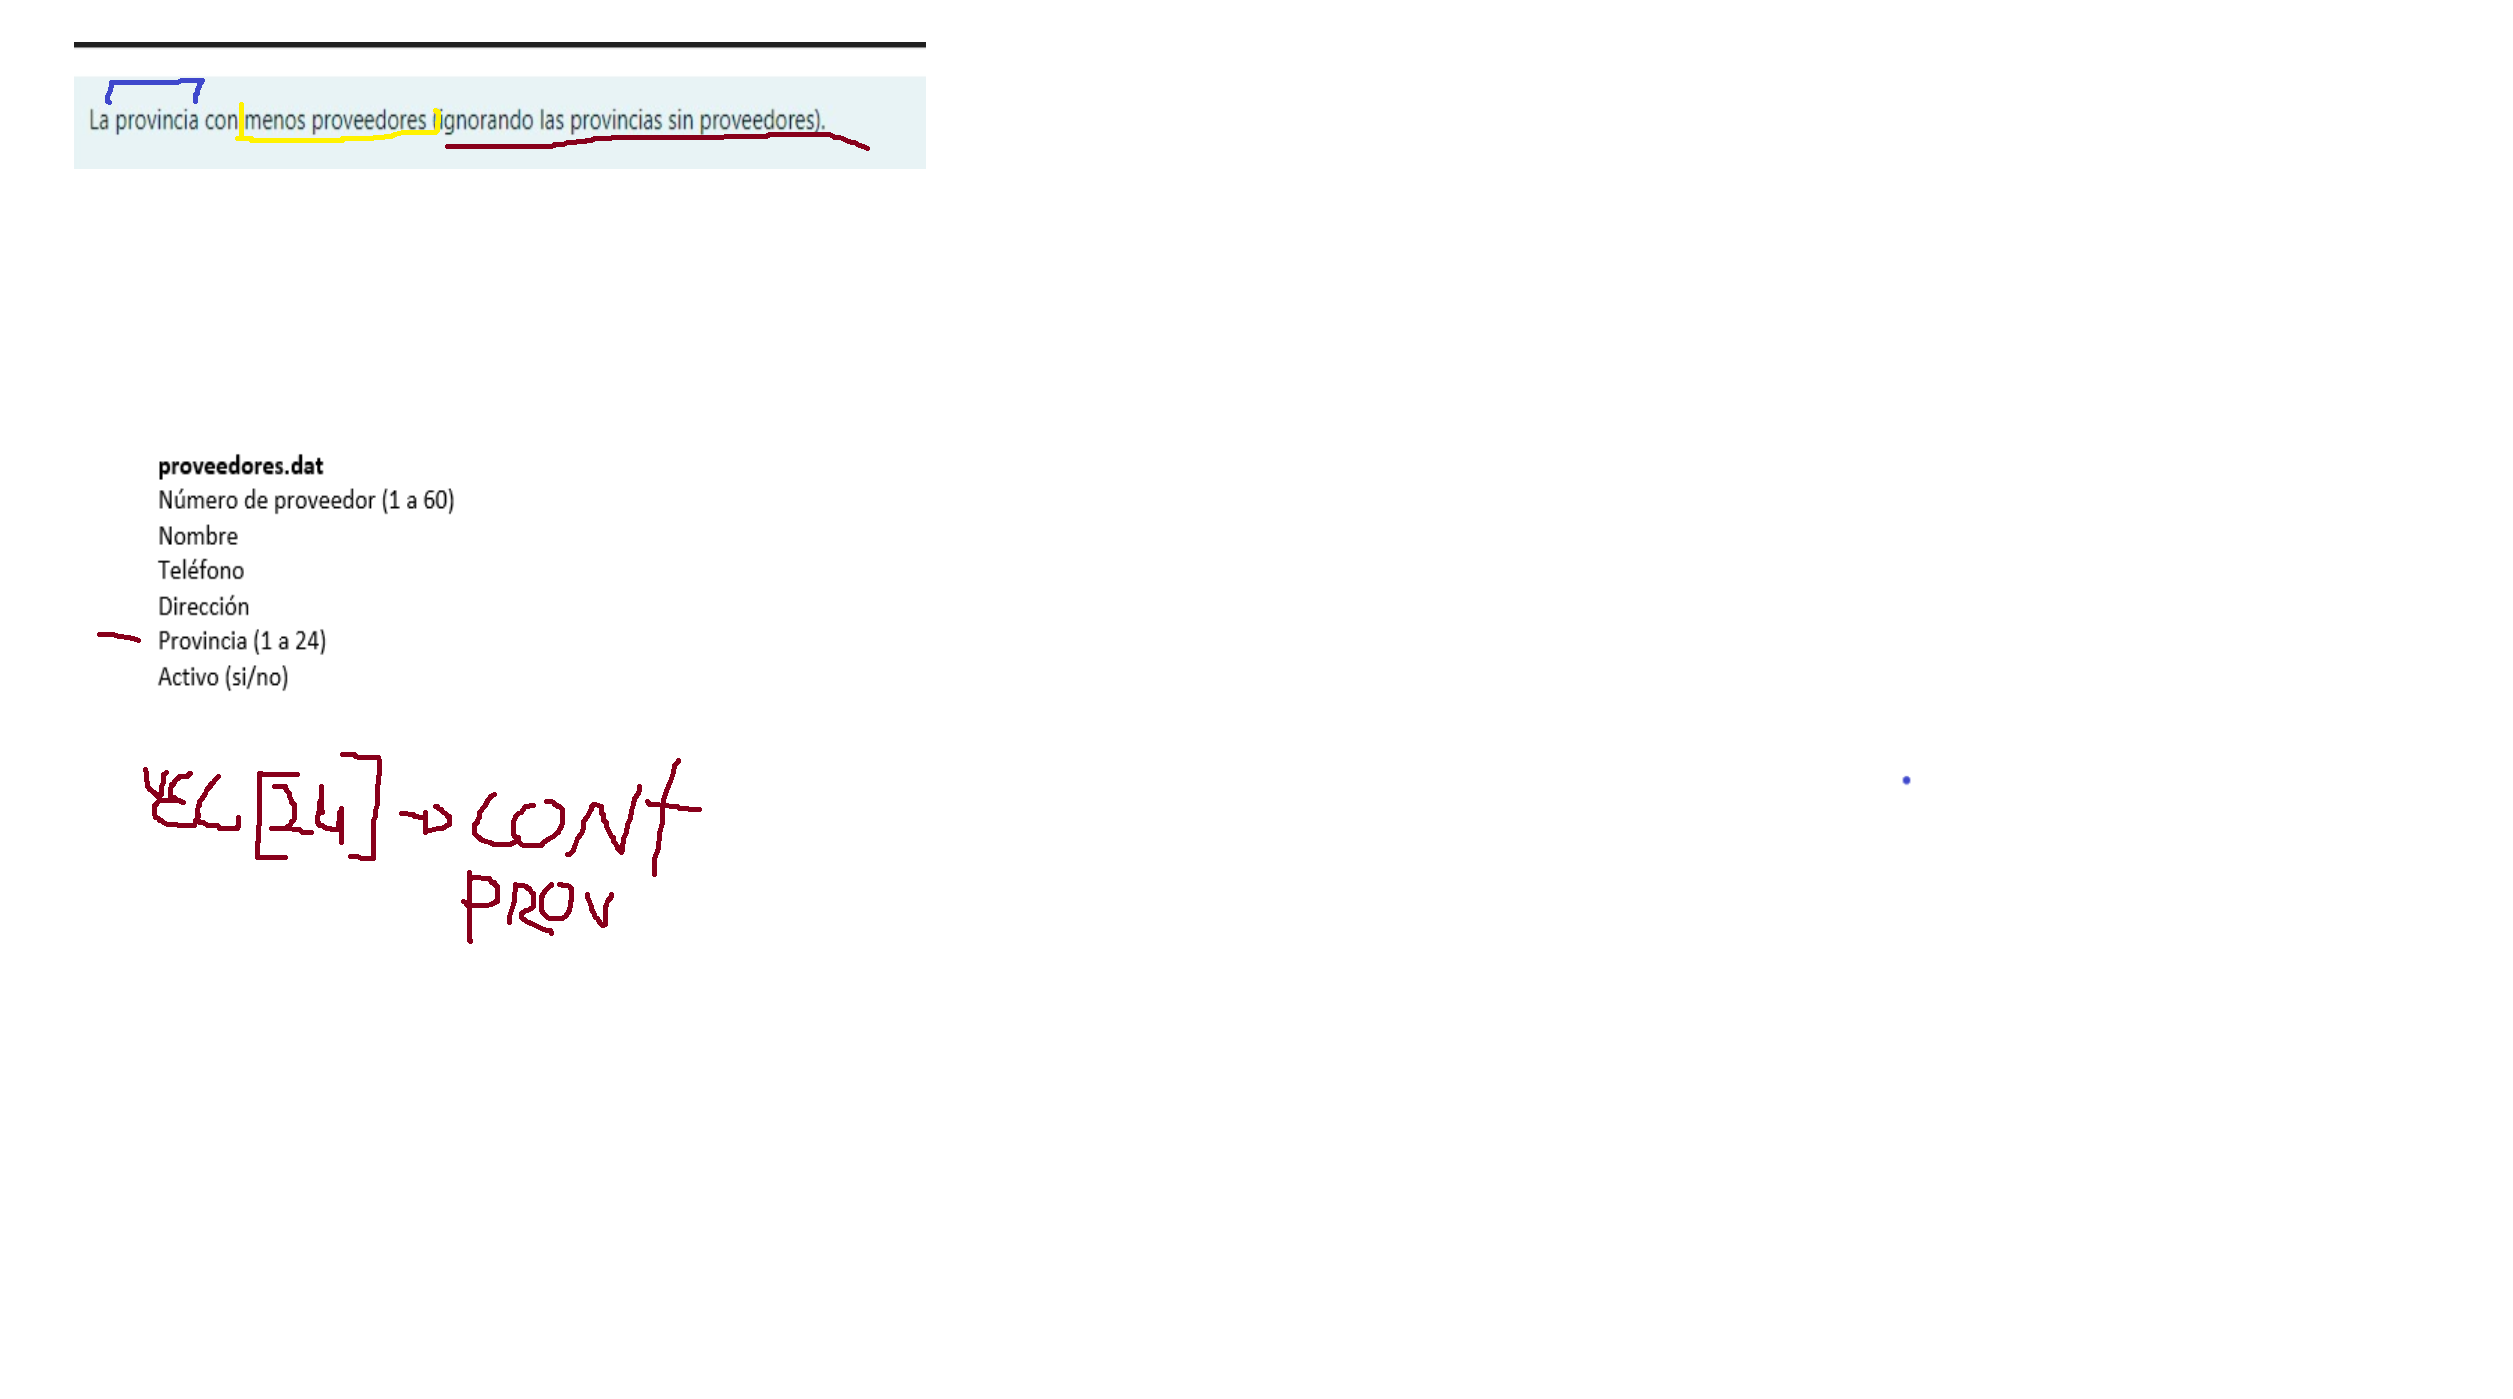 La provincia con menos proveedores (ignorando las provincias sin proveedores).
proveedores.dat
Número de proveedor (1 a 60)
Nombre
Teléfono
Dirección
Provincia (1 a 24)
Activo (si/no)
VEC [24] → CONT
PROV